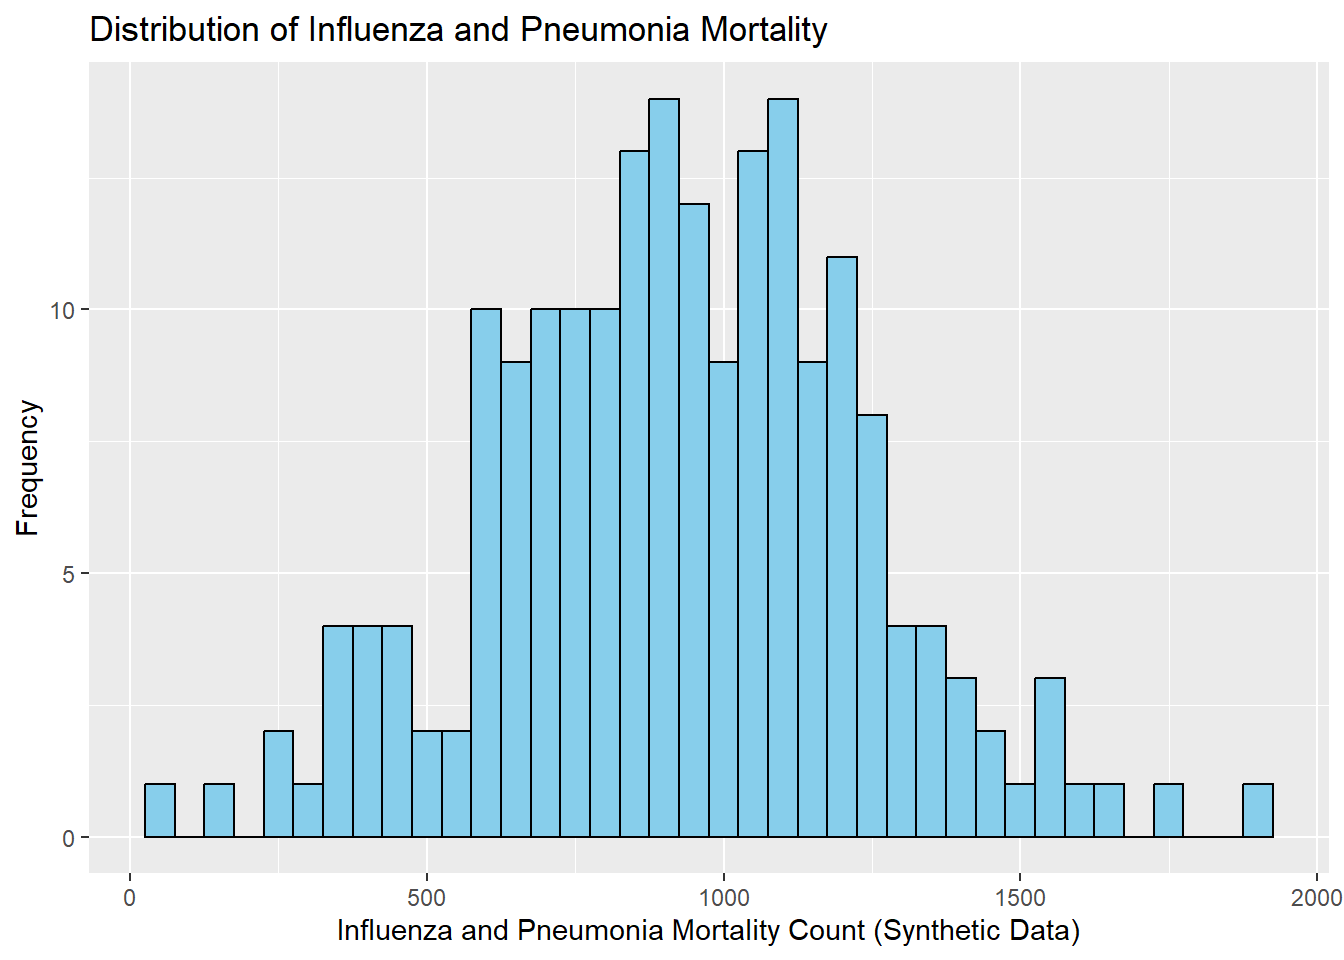 Distribution of Influenza and Pneumonia Mortality
10
5
0
Frequency
0 500 1000 1500 2000
Influenza and Pneumonia Mortality Count (Synthetic Data)